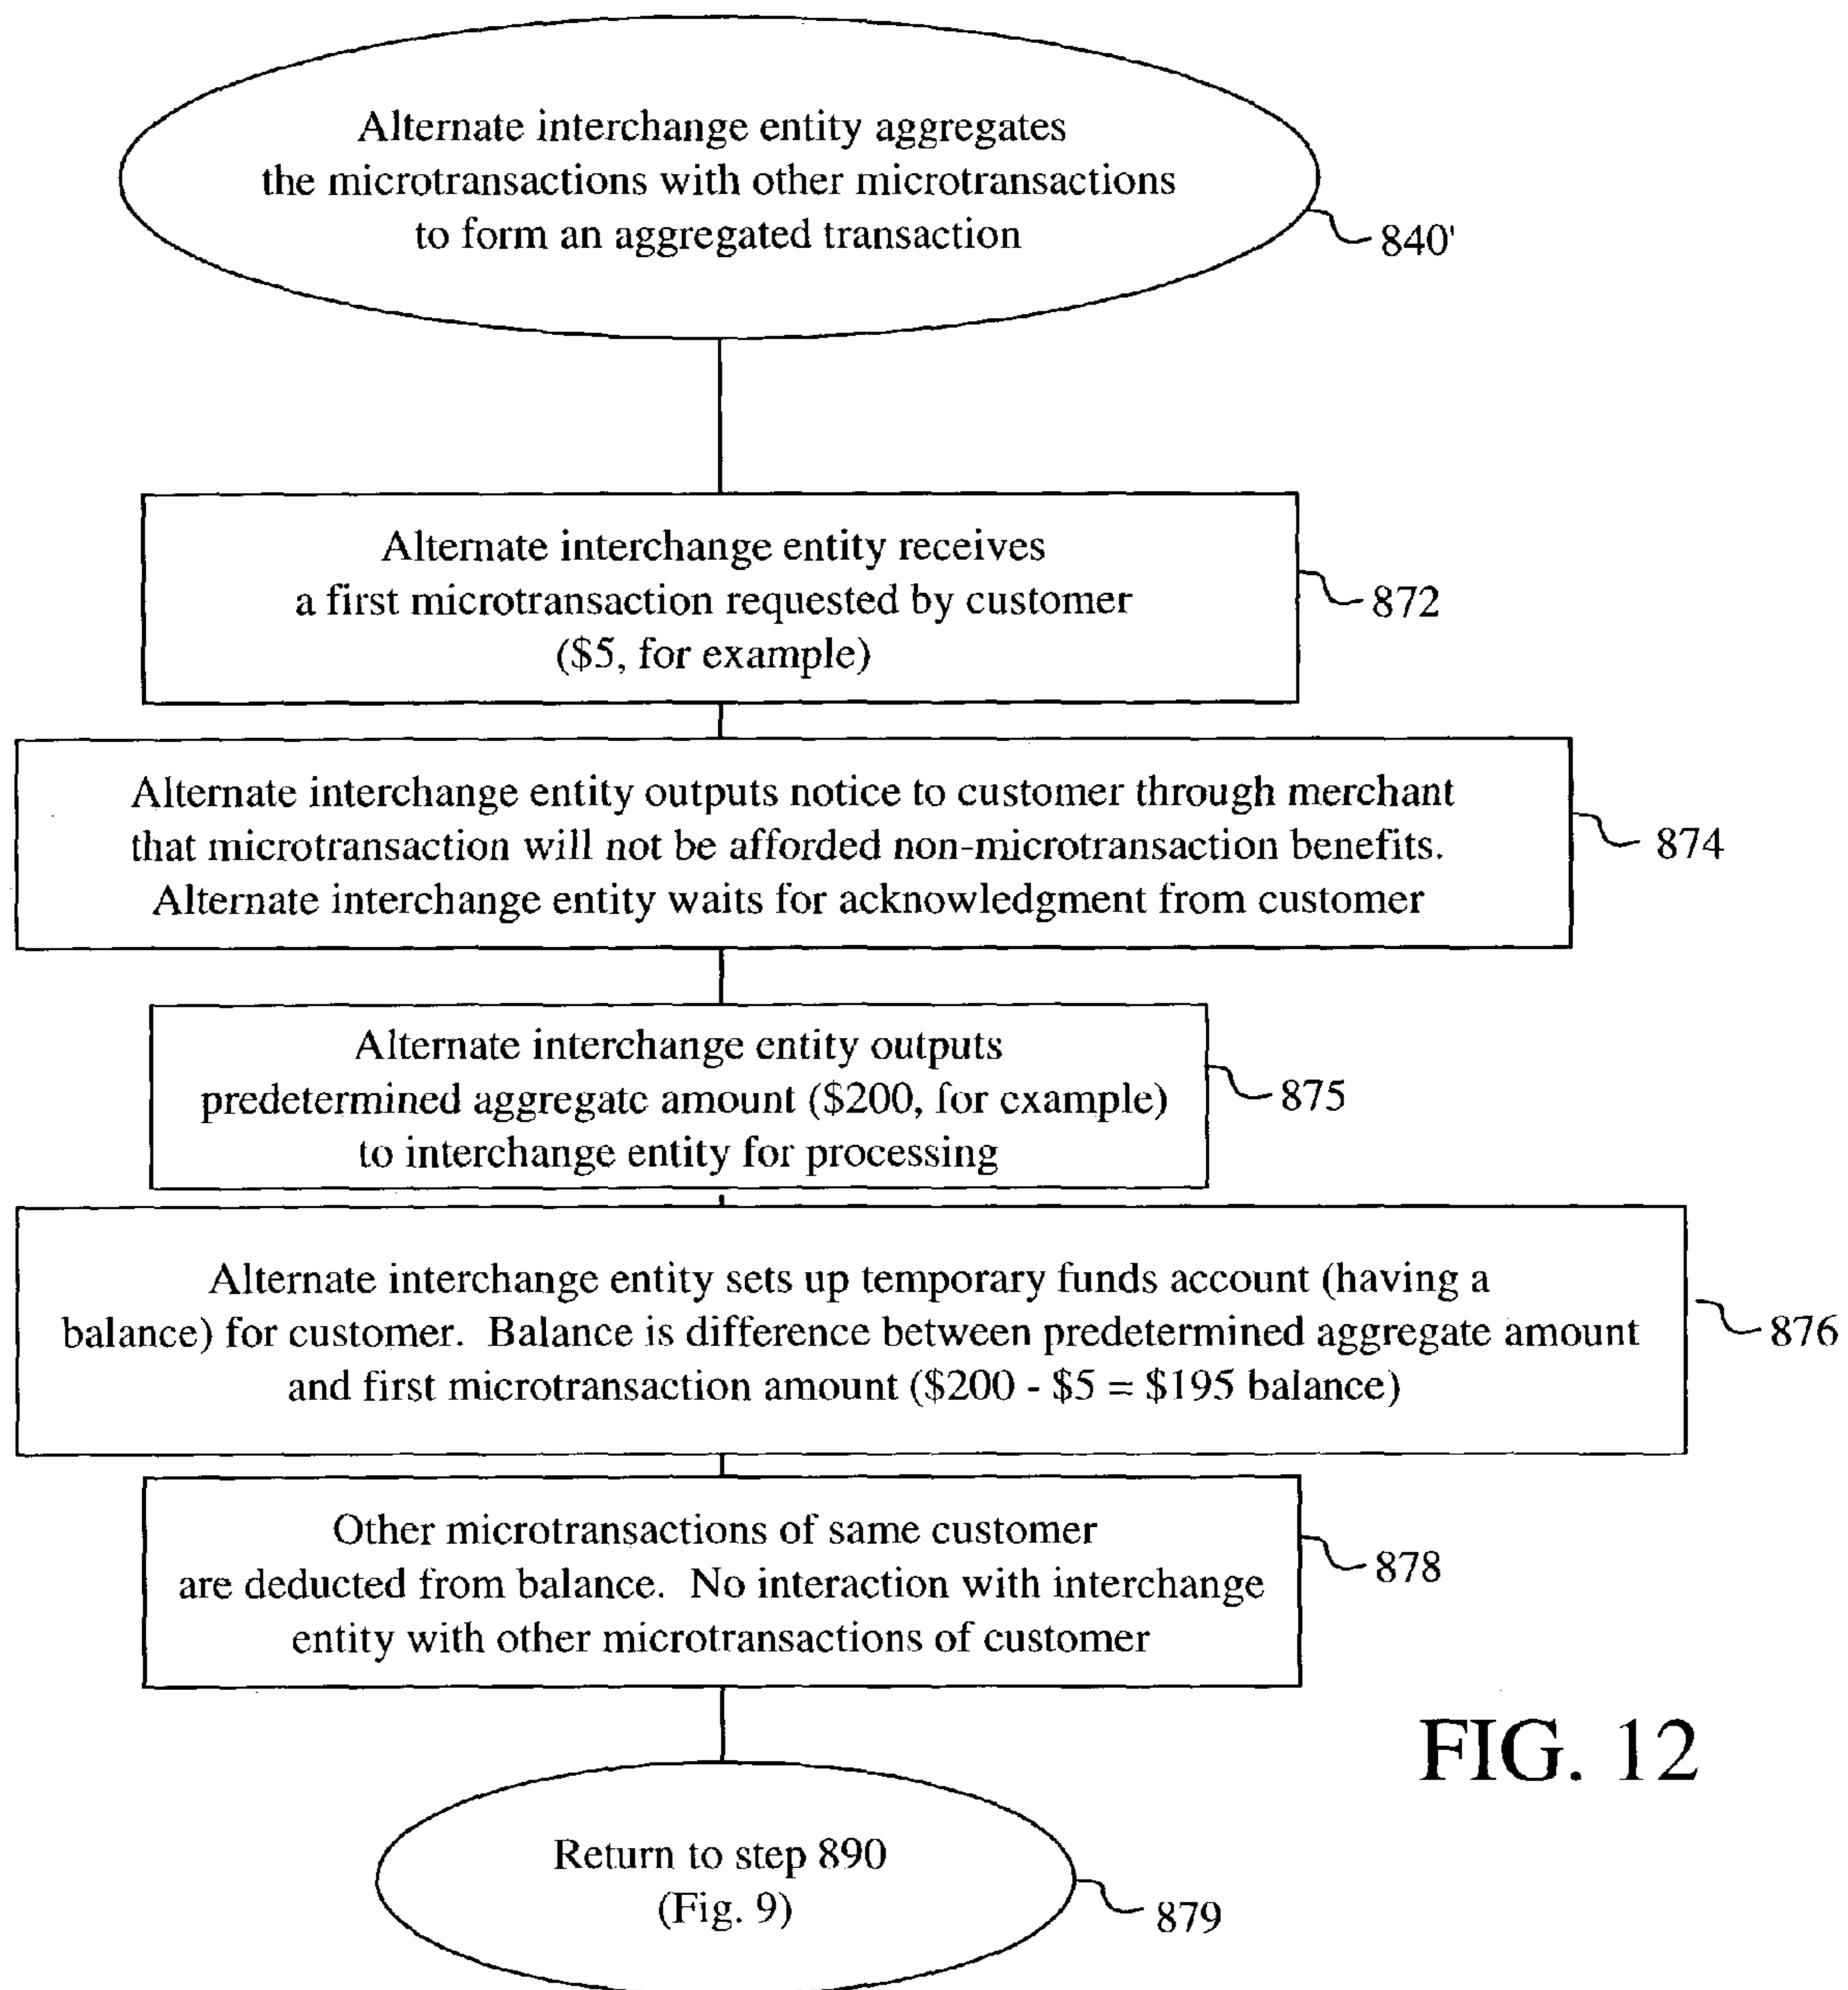 Alternate interchange entity aggregates
the microtransactions with other microtransactions
to form an aggregated transaction
840'
Alternate interchange entity receives
a first microtransaction requested by customer
($5, for example)
872
Alternate interchange entity outputs notice to customer through merchant
that microtransaction will not be afforded non-microtransaction benefits.
Alternate interchange entity waits for acknowledgment from customer
874
Alternate interchange entity outputs
predetermined aggregate amount ($200, for example)
to interchange entity for processing
875
Alternate interchange entity sets up temporary funds account (having a
balance) for customer. Balance is difference between predetermined aggregate amount
and first microtransaction amount ($200 - $5 = $195 balance)
876
Other microtransactions of same customer
are deducted from balance. No interaction with interchange
entity with other microtransactions of customer
878
FIG. 12
Return to step 890
(Fig. 9)
879